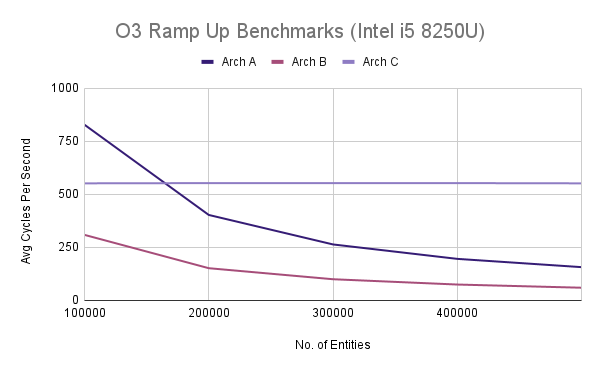 O3 Ramp Up Benchmarks (Intel i5 8250U)
Arch A Arch B Arch C
1000
750
500
250
0
Avg Cycles Per Second
100000 200000 300000 400000
No. of Entities